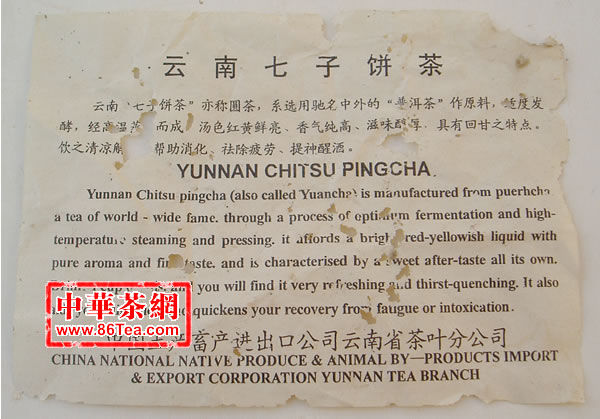 云南七子饼茶
云南"七子饼茶"亦称圆茶，系选用驰名中外的"普洱茶"作原料，适度发
酵，经高温蒸 而成，汤色红黄鲜亮、香气纯高、滋味醇厚，具有回甘之特点。
饮之清凉解 帮助消化、祛除疲劳、提神醒酒。
YUNNAN CHITSU PINGCHA
Yunnan Chitsu pingcha (also called Yuancha) is manufactured from puerhcha.
a tea of world - wide fame. through a process of optimum fermentation and high-
temperature steaming and pressing. it affords a bright red-yellowish liquid with
pure aroma and fine taste. and is characterised by a sweet after-taste all its own.
you will find it very refreshing and thirst-quenching. It also
quickens your recovery from faugue or intoxication.
中華茶網
www.86Tea.com
中国土产畜产进出口公司云南省茶叶分公司
CHINA NATIONAL NATIVE PRODUCE & ANIMAL BY—PRODUCTS IMPORT
& EXPORT CORPORATION YUNNAN TEA BRANCH